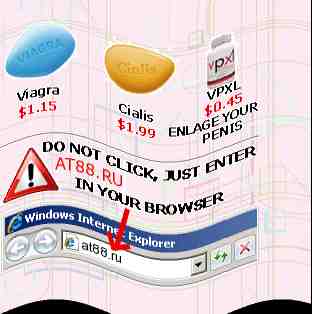 VIAGRA
Viagra
$1.15
Cialis
Cialis
$1.99
vpxl
VPXL
$0.45
ENLAGE YOUR
PENIS
DO NOT CLICK, JUST ENTER
AT88.RU
IN YOUR BROWSER
Windows Internet Explorer
at88.ru